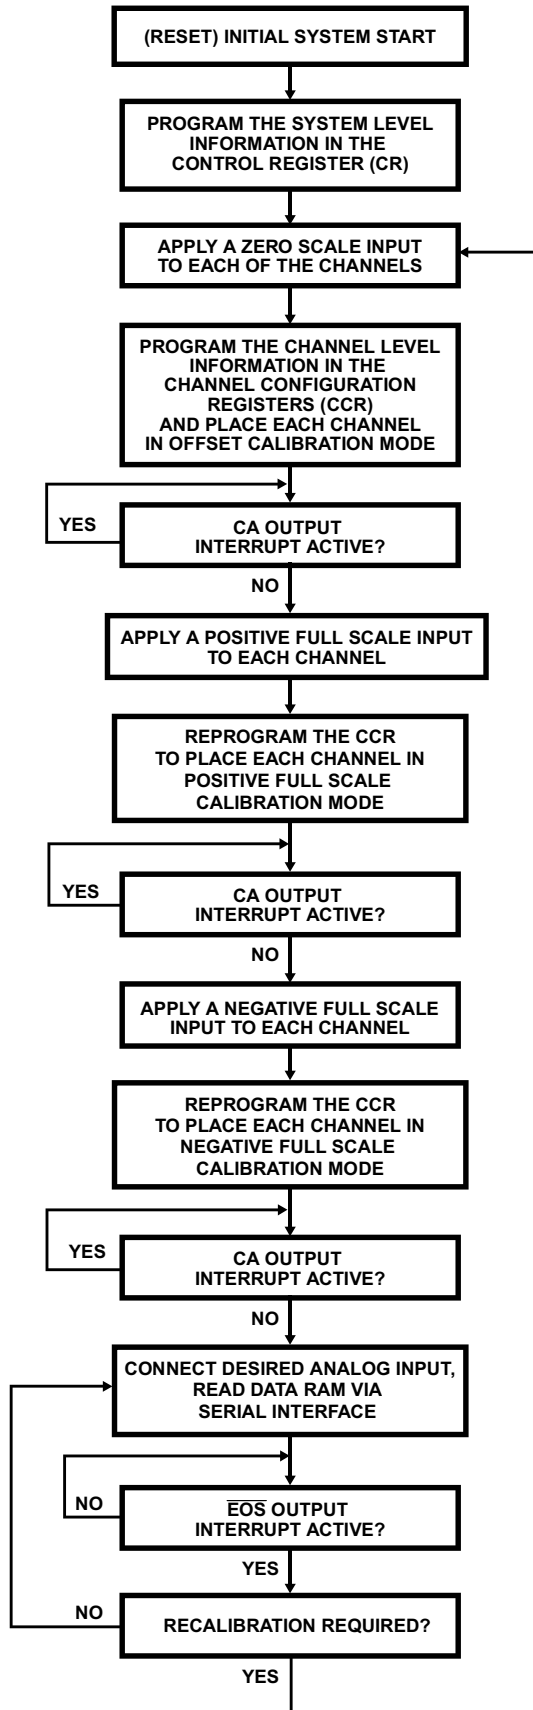 (RESET) INITIAL SYSTEM START
PROGRAM THE SYSTEM LEVEL
INFORMATION IN THE
CONTROL REGISTER (CR)
APPLY A ZERO SCALE INPUT
TO EACH OF THE CHANNELS
PROGRAM THE CHANNEL LEVEL
INFORMATION IN THE
CHANNEL CONFIGURATION
REGISTERS (CCR)
AND PLACE EACH CHANNEL
IN OFFSET CALIBRATION MODE
YES
CA OUTPUT
INTERRUPT ACTIVE?
NO
APPLY A POSITIVE FULL SCALE INPUT
TO EACH CHANNEL
REPROGRAM THE CCR
TO PLACE EACH CHANNEL IN
POSITIVE FULL SCALE
CALIBRATION MODE
YES
CA OUTPUT
INTERRUPT ACTIVE?
NO
APPLY A NEGATIVE FULL SCALE
INPUT TO EACH CHANNEL
REPROGRAM THE CCR
TO PLACE EACH CHANNEL IN
NEGATIVE FULL SCALE
CALIBRATION MODE
YES
CA OUTPUT
INTERRUPT ACTIVE?
NO
CONNECT DESIRED ANALOG INPUT,
READ DATA RAM VIA
SERIAL INTERFACE
NO
E̅O̅S̅ OUTPUT
INTERRUPT ACTIVE?
YES
NO
RECALIBRATION REQUIRED?
YES